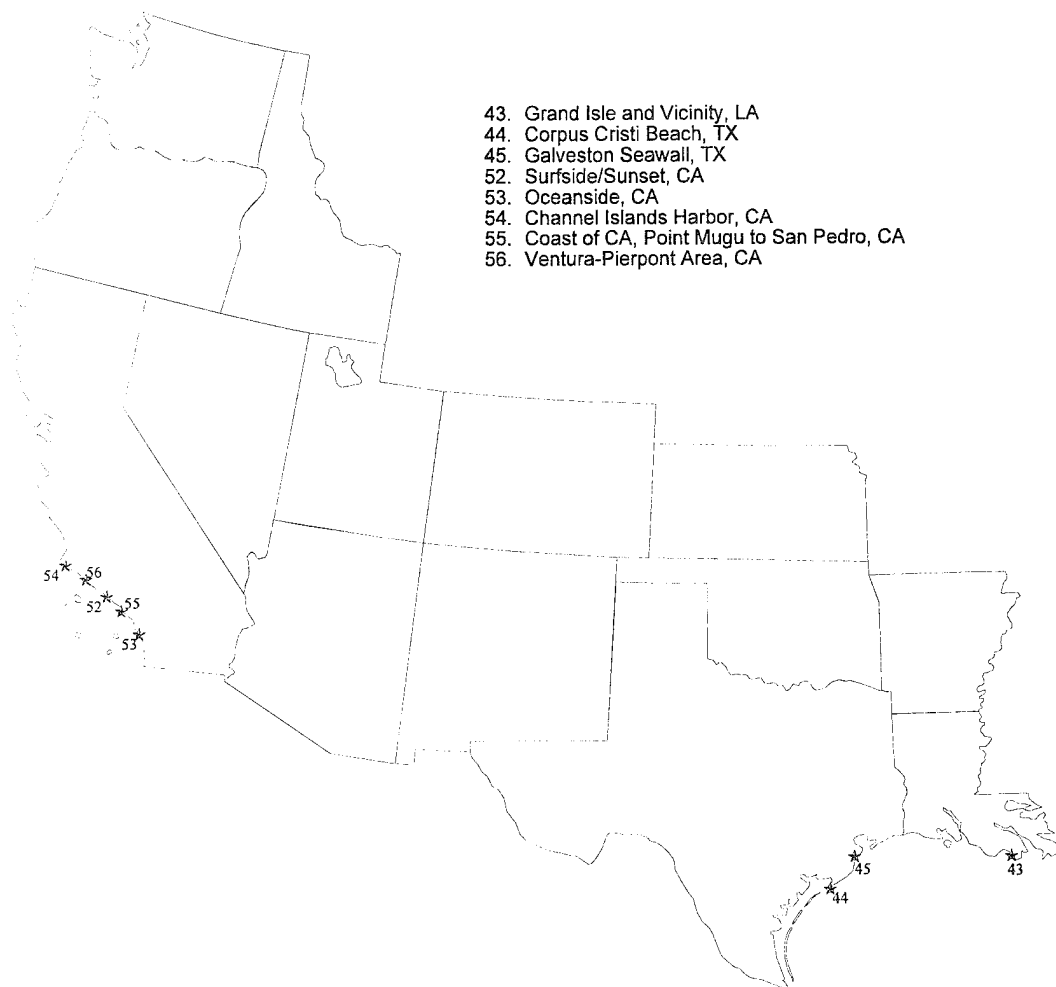 43. Grand Isle and Vicinity, LA
44. Corpus Cristi Beach, TX
45. Galveston Seawall, TX
52. Surfside/Sunset, CA
53. Oceanside, CA
54. Channel Islands Harbor, CA
55. Coast of CA, Point Mugu to San Pedro, CA
56. Ventura-Pierpont Area, CA
54
56
52
55
53
45
43
44